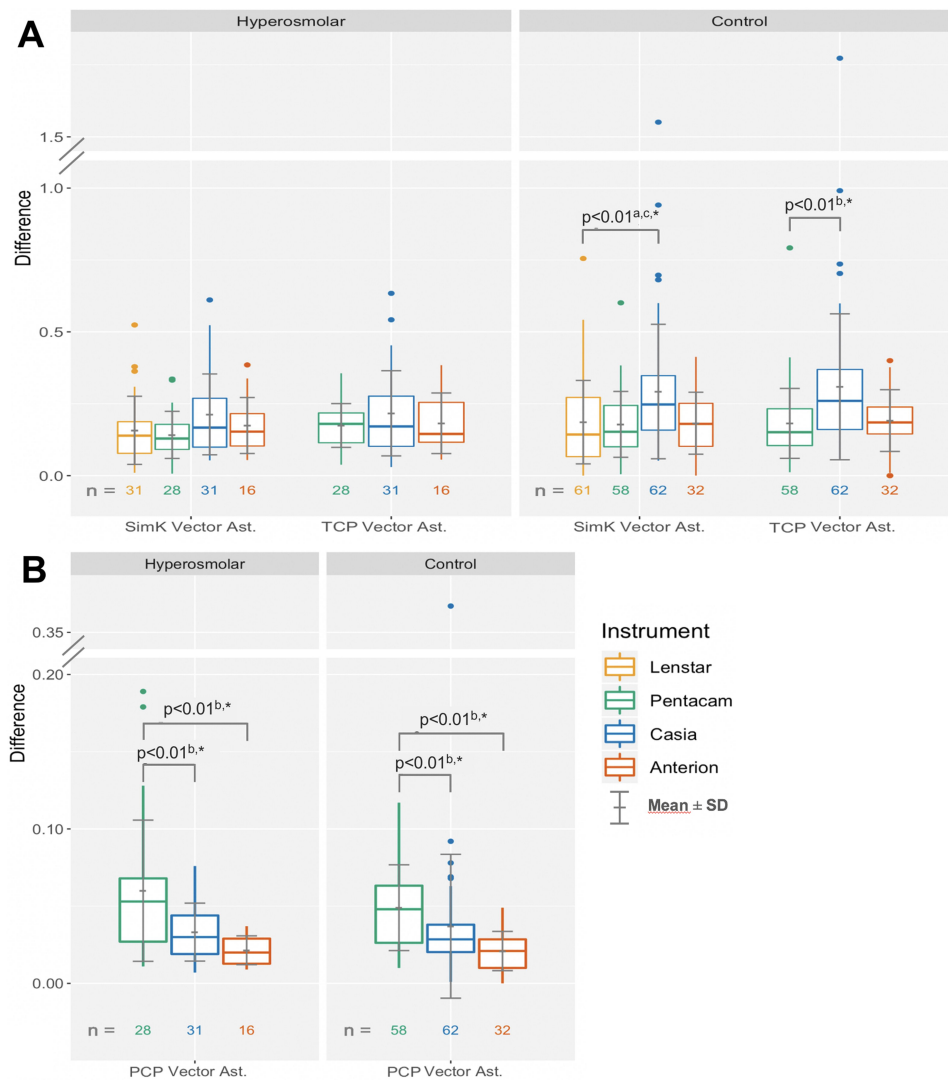 A
Hyperosmolar
Control
Difference
1.5
1.0
0.5
0.0
p<0.01a,c,*
p<0.01b,*
n = 31 28 31 16 28 31 16
n = 61 58 62 32 58 62 32
SimK Vector Ast. TCP Vector Ast.
SimK Vector Ast. TCP Vector Ast.
B
Hyperosmolar
Control
Difference
0.35
0.20
0.10
0.00
p<0.01b,*
p<0.01b,*
p<0.01b,*
p<0.01b,*
n = 28 31 16
n = 58 62 32
PCP Vector Ast.
PCP Vector Ast.
Instrument
Lenstar
Pentacam
Casia
Anterion
Mean ± SD